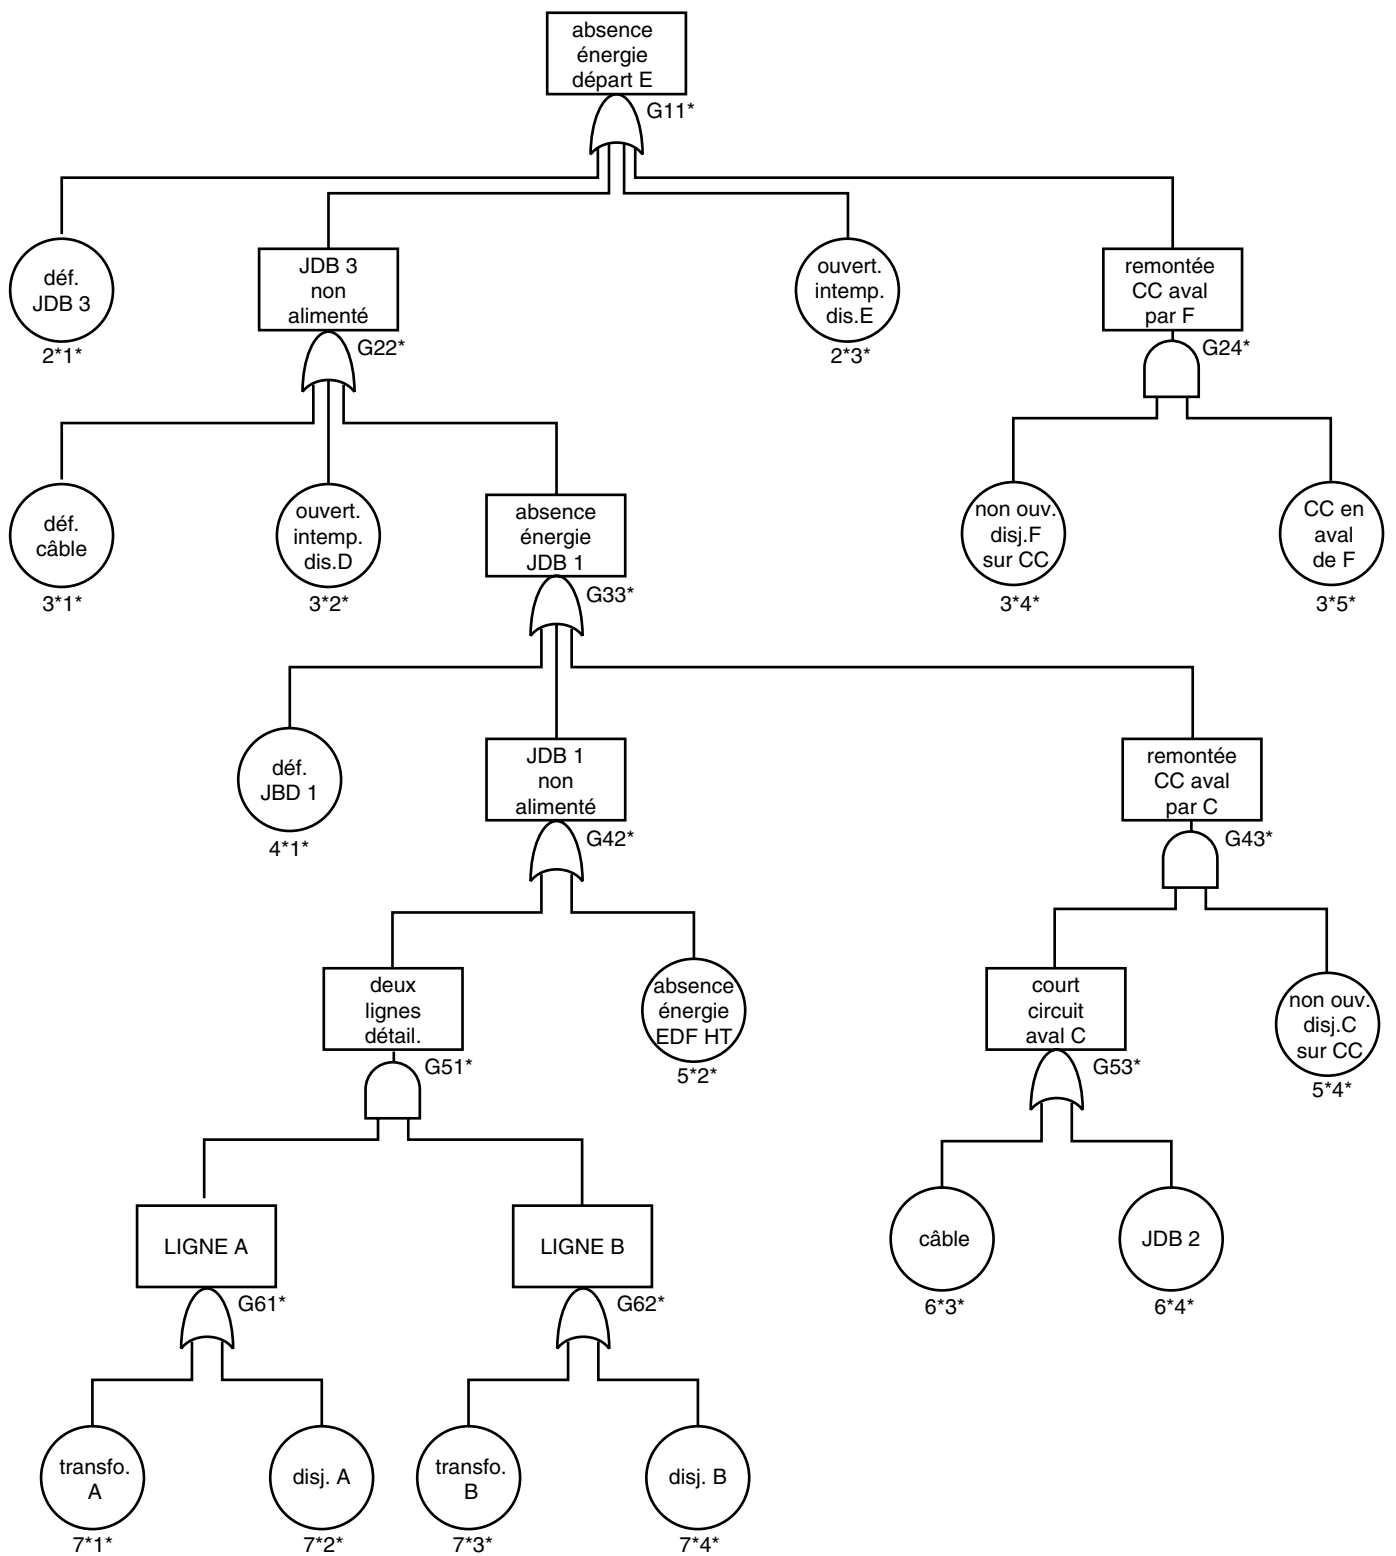 absence
énergie
départ E
G11*
déf.
JDB 3
2*1*
JDB 3
non
alimenté
G22*
ouvert.
intemp.
dis.E
2*3*
remontée
CC aval
par F
G24*
déf.
câble
3*1*
ouvert.
intemp.
dis.D
3*2*
absence
énergie
JDB 1
G33*
non ouv.
disj.F
sur CC
3*4*
CC en
aval
de F
3*5*
déf.
JBD 1
4*1*
JDB 1
non
alimenté
G42*
remontée
CC aval
par C
G43*
deux
lignes
détail.
G51*
absence
énergie
EDF HT
5*2*
court
circuit
aval C
G53*
non ouv.
disj.C
sur CC
5*4*
LIGNE A
G61*
LIGNE B
G62*
câble
6*3*
JDB 2
6*4*
transfo.
A
7*1*
disj. A
7*2*
transfo.
B
7*3*
disj. B
7*4*